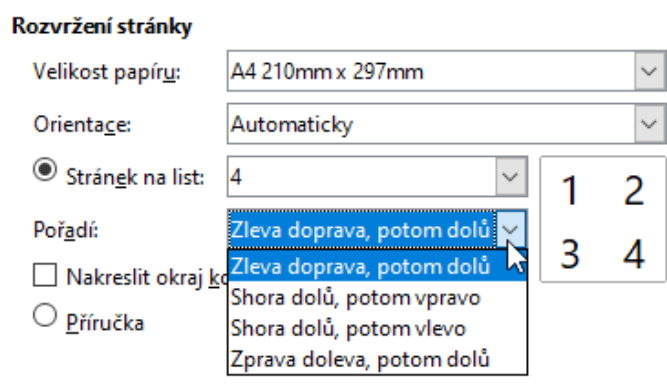 Rozvržení stránky
Velikost papíru: A4 210mm x 297mm
Orientace: Automaticky
Stránek na list: 4
1 2
3 4
Pořadí: Zleva doprava, potom dolů
Zleva doprava, potom dolů
Shora dolů, potom vpravo
Shora dolů, potom vlevo
Zprava doleva, potom dolů
Nakreslit okraj
Příručka